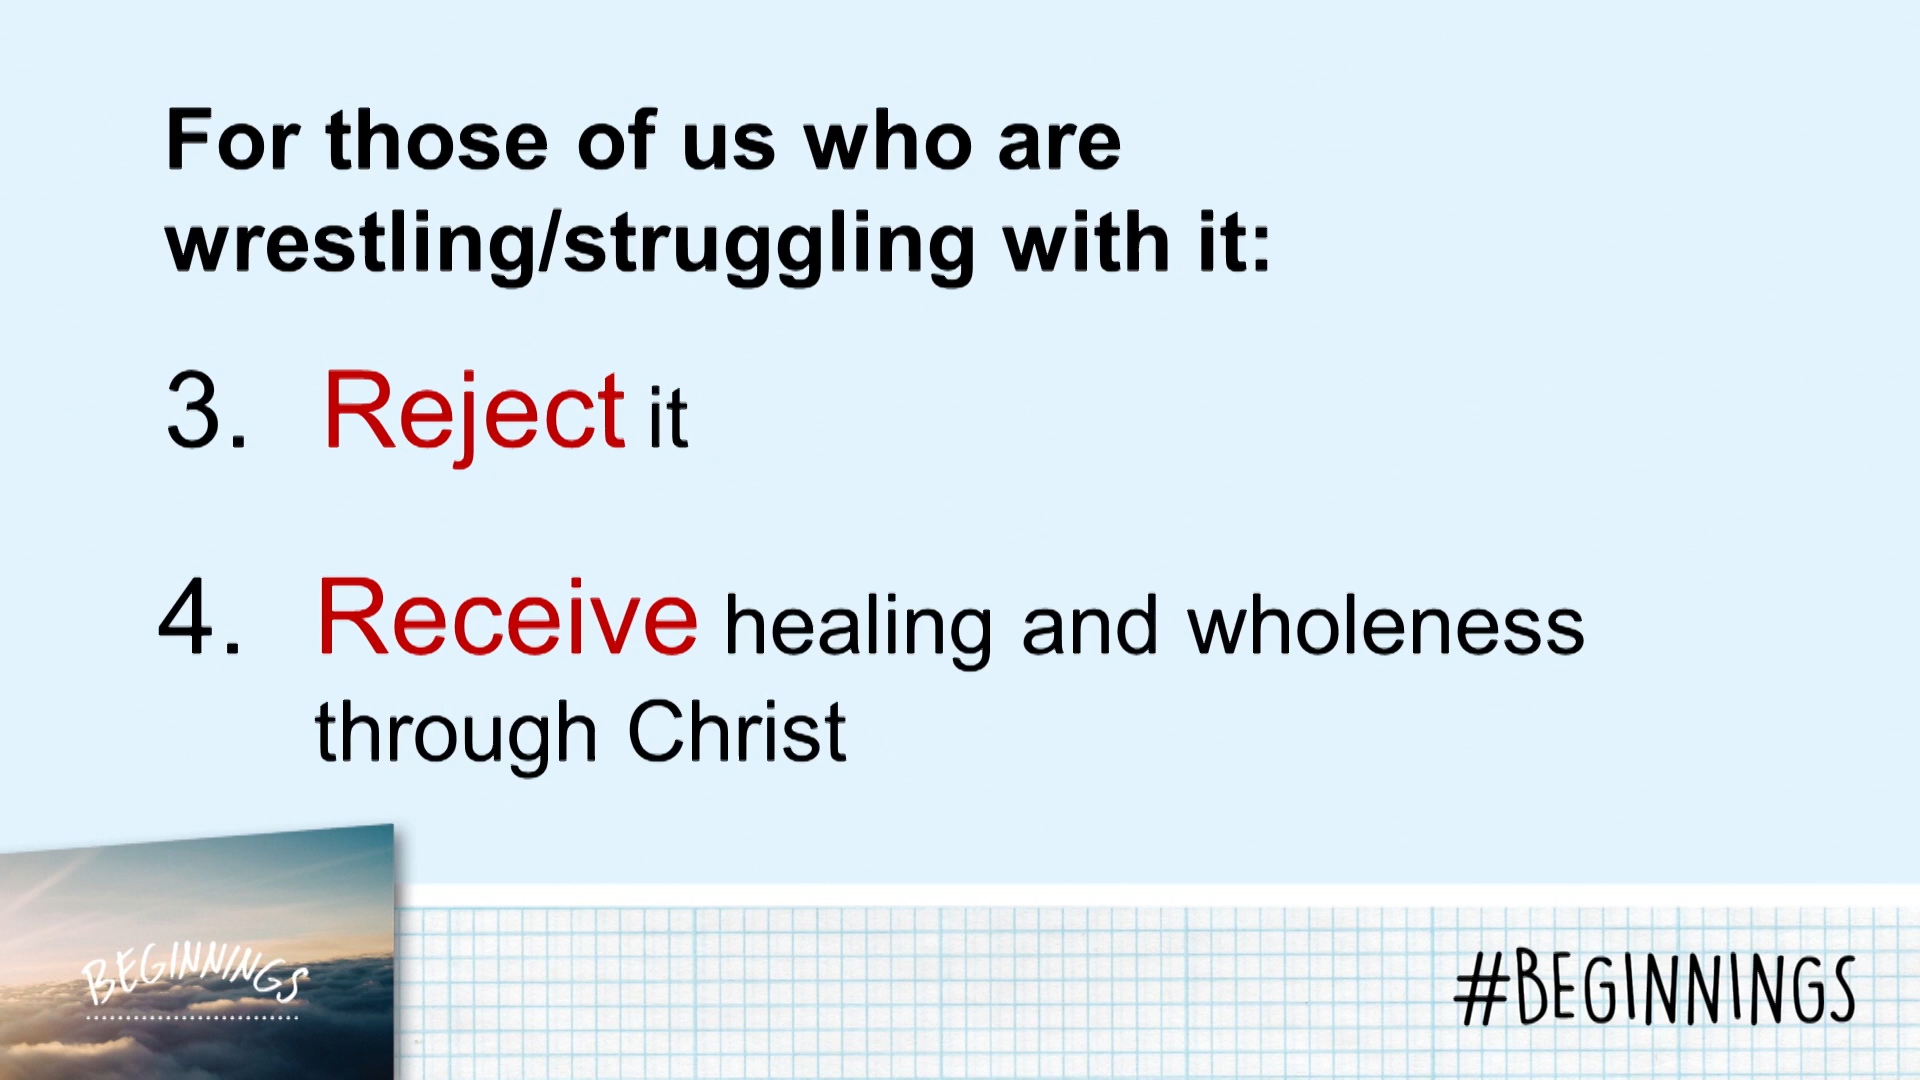 For those of us who are
wrestling/struggling with it:
3. Reject it
4. Receive healing and wholeness
through Christ
BEGINNINGS
#BEGINNINGS